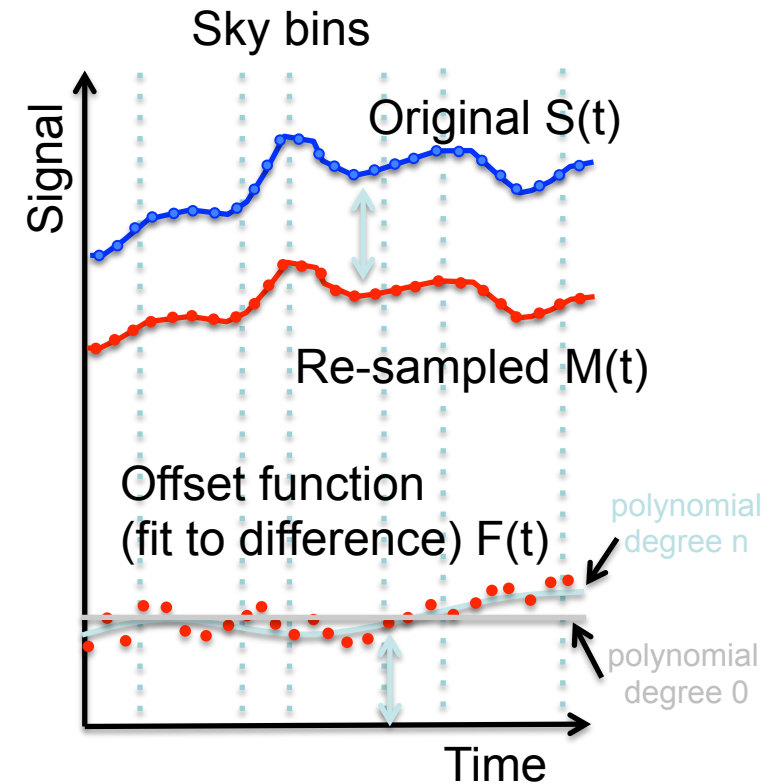 Sky bins
Signal
Original S(t)
Re-sampled M(t)
Offset function
(fit to difference) F(t)
polynomial
degree n
polynomial
degree 0
Time